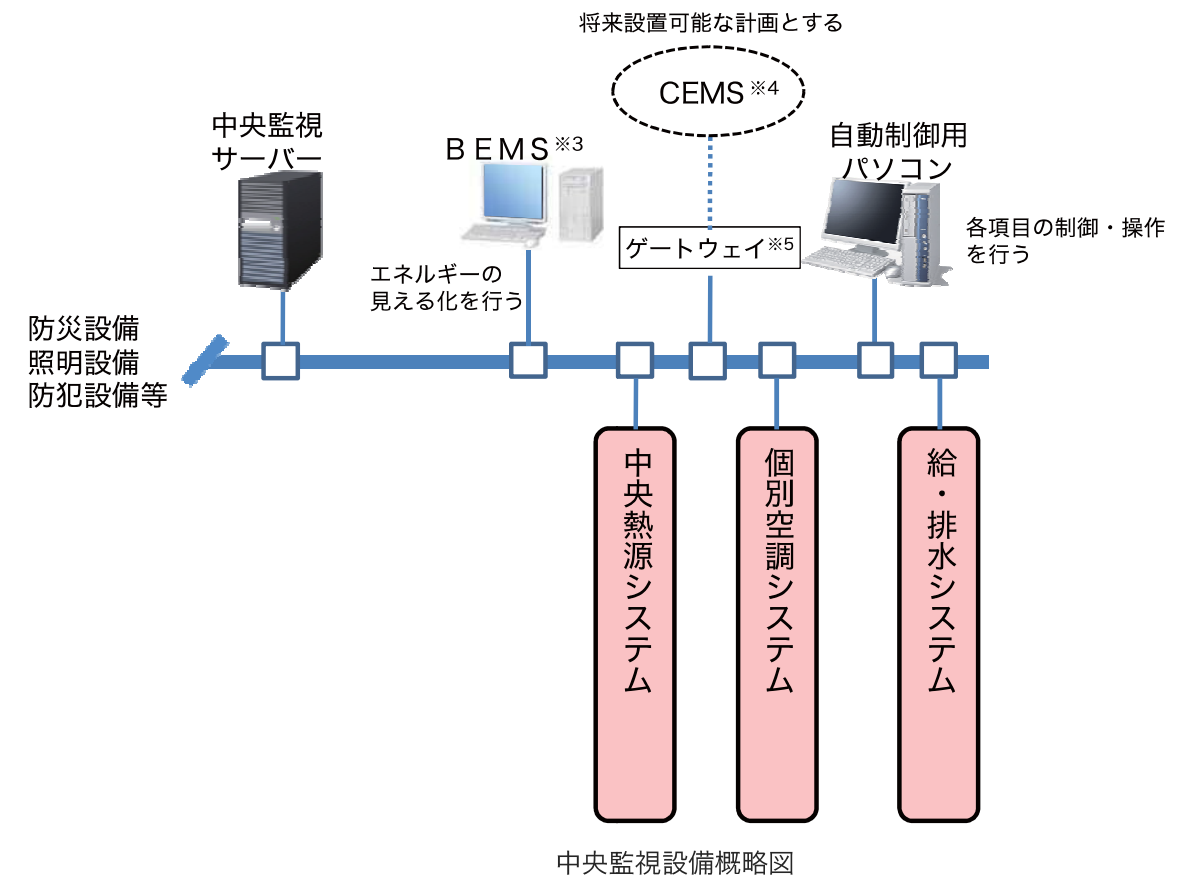 将来設置可能な計画とする
CEMS※4
中央監視
サーバー
ＢＥＭＳ※3
自動制御用
パソコン
ゲートウェイ※5
各項目の制御・操作
を行う
エネルギーの
見える化を行う
防災設備
照明設備
防犯設備等
中央熱源システム
個別空調システム
給・排水システム
中央監視設備概略図